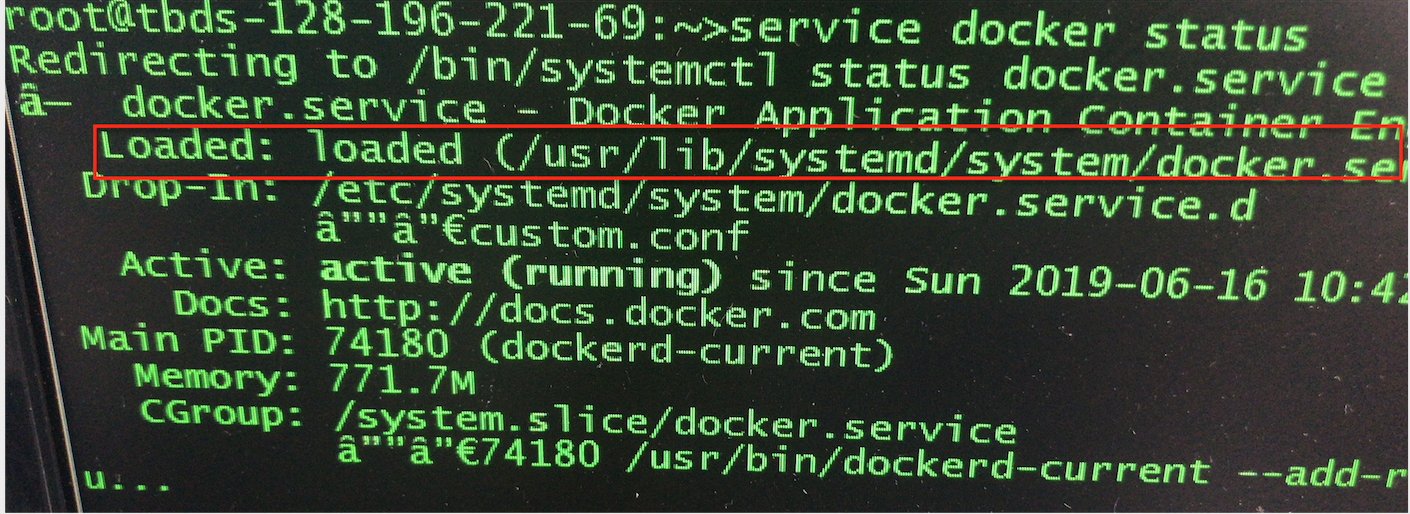 root@tbds-128-196-221-69:~>service docker status
Redirecting to /bin/systemctl status docker.service
â— docker.service - Docker Application Container En
Loaded: loaded (/usr/lib/systemd/system/docker.se
Drop-In: /etc/systemd/system/docker.service.d
â""â"€custom.conf
Active: active (running) since Sun 2019-06-16 10:42
Docs: http://docs.docker.com
Main PID: 74180 (dockerd-current)
Memory: 771.7M
CGroup: /system.slice/docker.service
â""â"€74180 /usr/bin/dockerd-current --add-r
u...